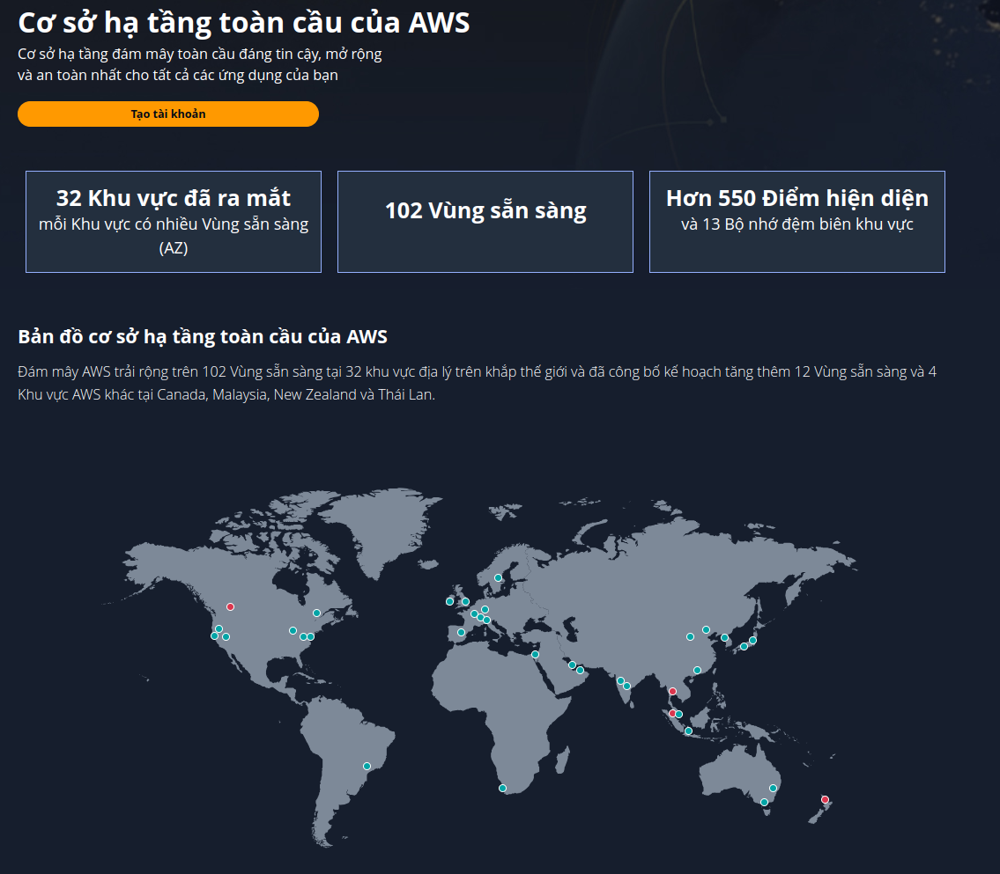 Cơ sở hạ tầng toàn cầu của AWS
Cơ sở hạ tầng đám mây toàn cầu đáng tin cậy, mở rộng
và an toàn nhất cho tất cả các ứng dụng của bạn
Tạo tài khoản
32 Khu vực đã ra mắt
mỗi Khu vực có nhiều Vùng sẵn sàng
(AZ)
102 Vùng sẵn sàng
Hơn 550 Điểm hiện diện
và 13 Bộ nhớ đệm biên khu vực
Bản đồ cơ sở hạ tầng toàn cầu của AWS
Đám mây AWS trải rộng trên 102 Vùng sẵn sàng tại 32 khu vực địa lý trên khắp thế giới và đã công bố kế hoạch tăng thêm 12 Vùng sẵn sàng và 4
Khu vực AWS khác tại Canada, Malaysia, New Zealand và Thái Lan.